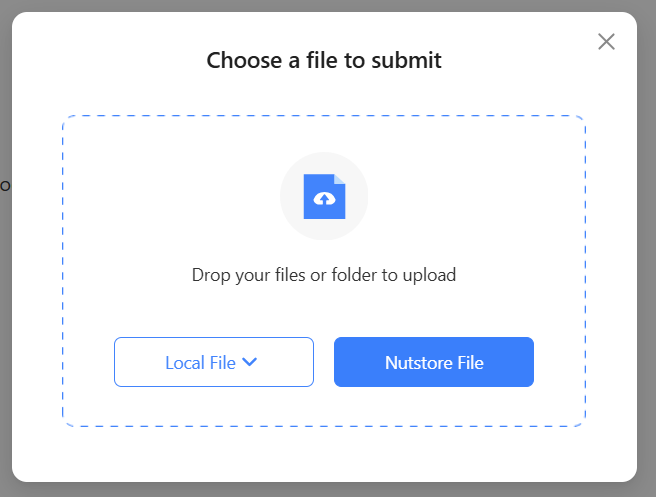 Choose a file to submit
o
Drop your files or folder to upload
Local File
Nutstore File